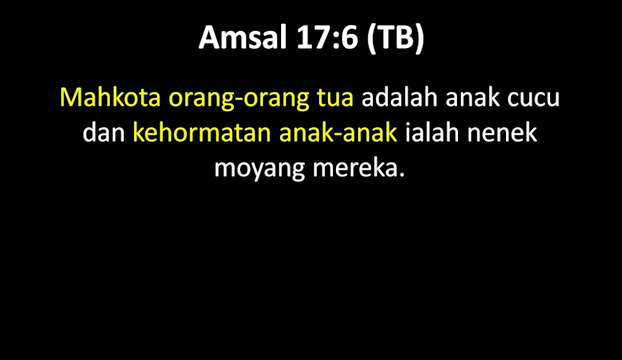 Amsal 17:6 (TB)
Mahkota orang-orang tua adalah anak cucu
dan kehormatan anak-anak ialah nenek
moyang mereka.